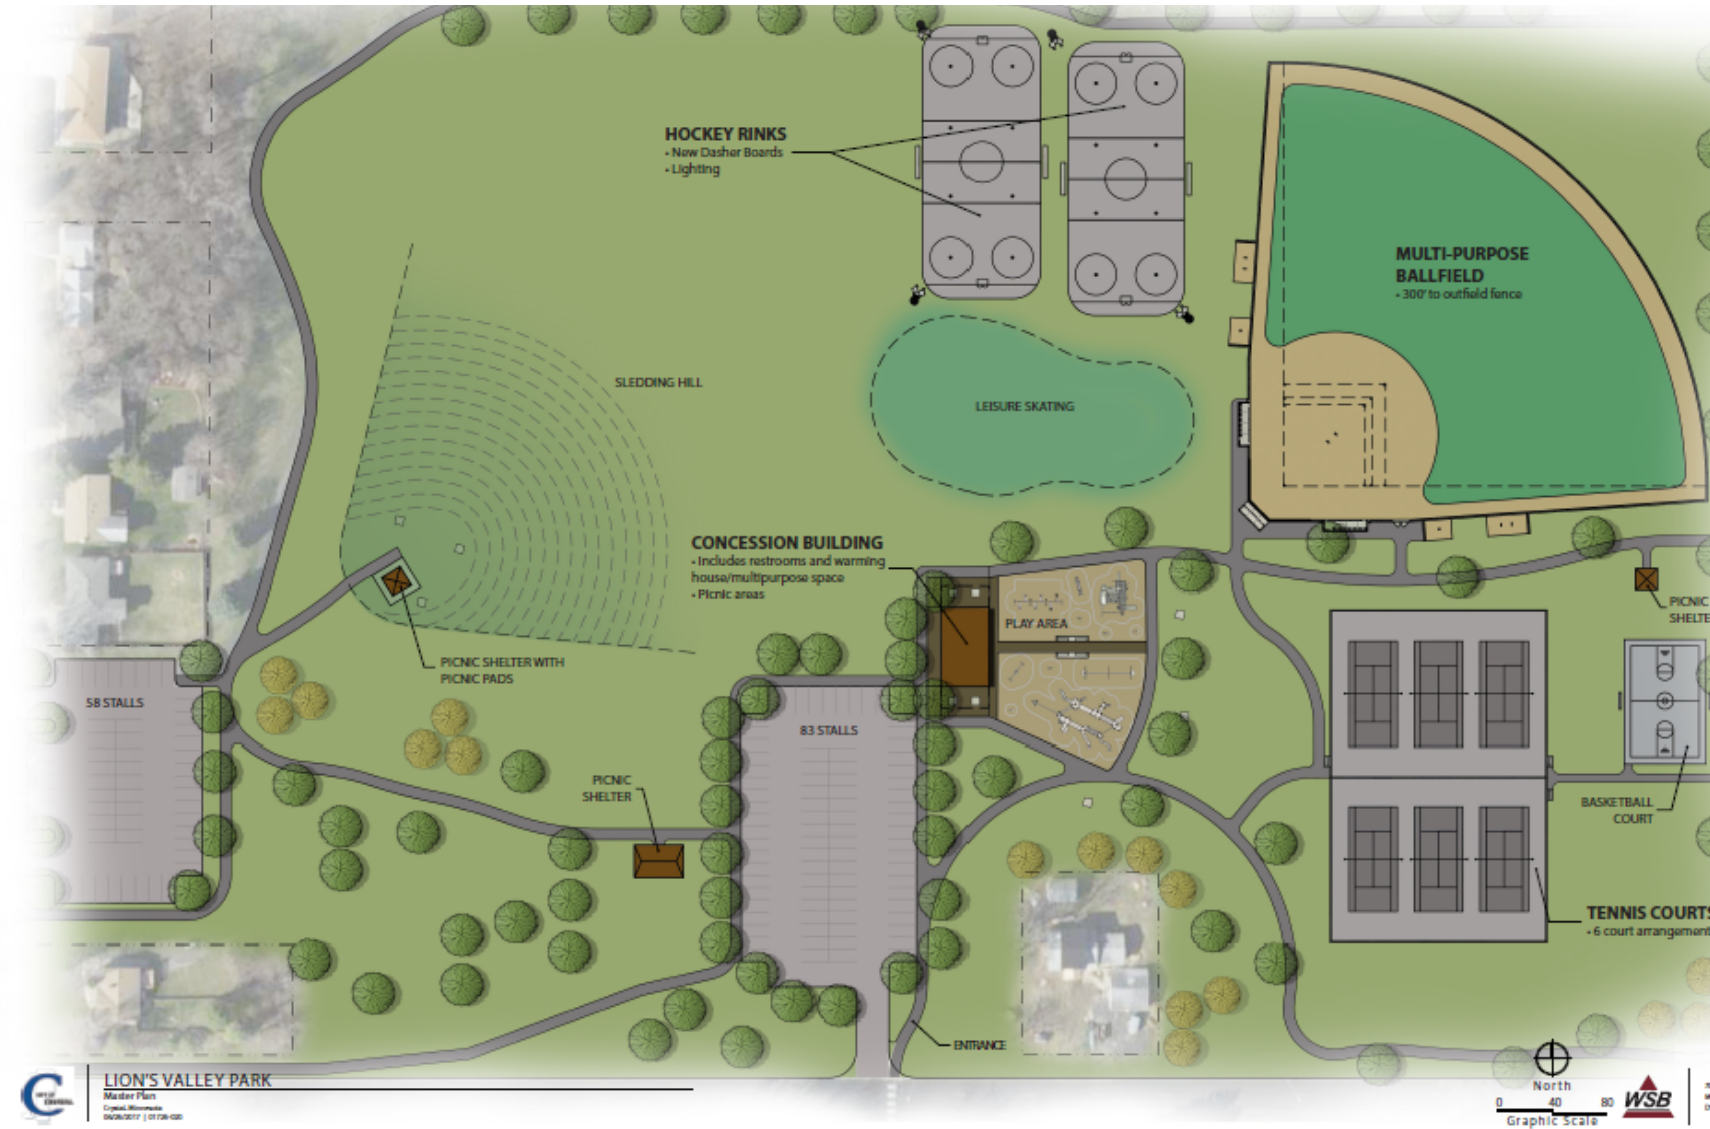 HOCKEY RINKS
• New Dasher Boards
• Lighting
MULTI-PURPOSE
BALLFIELD
• 300' to outfield fence
SLEDDING HILL
LEISURE SKATING
CONCESSION BUILDING
• Includes restrooms and warming
house/multipurpose space
• Picnic areas
PLAY AREA
PICNIC
SHELTE
PICNIC SHELTER WITH
PICNIC PADS
58 STALLS
83 STALLS
PICNIC
SHELTER
BASKETBALL
COURT
TENNIS COURTS
• 6 court arrangement
ENTRANCE
LION'S VALLEY PARK
Master Plan
Crystal, Minnesota
North
0 40 80
Graphic Scale
WSB